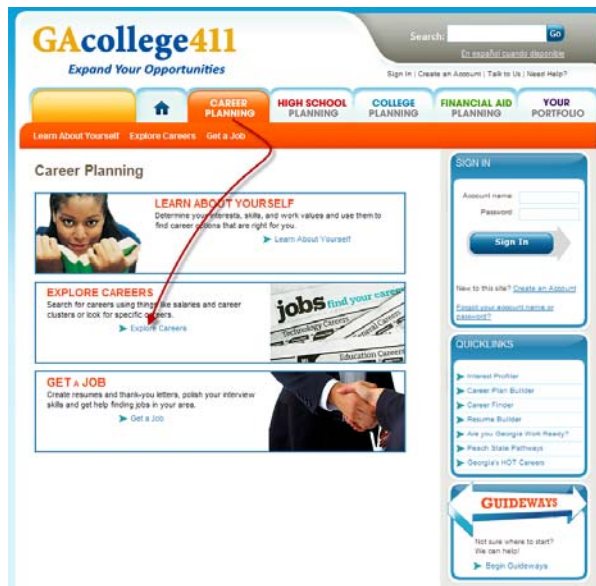 GAcollege411
Expand Your Opportunities
Search:
Go
En español cuando disponible
Sign In | Create an Account | Talk to Us | Need Help?
CAREER PLANNING
HIGH SCHOOL PLANNING
COLLEGE PLANNING
FINANCIAL AID PLANNING
YOUR PORTFOLIO
Learn About Yourself Explore Careers Get a Job
Career Planning
LEARN ABOUT YOURSELF
Determine your interests, skills, and work values and use them to
find career options that are right for you.
Learn About Yourself
EXPLORE CAREERS
Search for careers using things like salaries and career
clusters or look for specific careers.
Explore Careers
jobs find your career
Technology Careers
Education Careers
GET A JOB
Create resumes and thank-you letters, polish your interview
skills and get help finding jobs in your area.
Get a Job
SIGN IN
Account name:
Password:
Sign In
New to this site? Create an Account
Forgot your account name or
password?
QUICKLINKS
Interest Profiler
Career Plan Builder
Career Finder
Resume Builder
Are you Georgia Work Ready?
Peach State Pathways
Georgia's HOT Careers
GUIDEWAYS
Not sure where to start?
We can help!
Begin Guideways